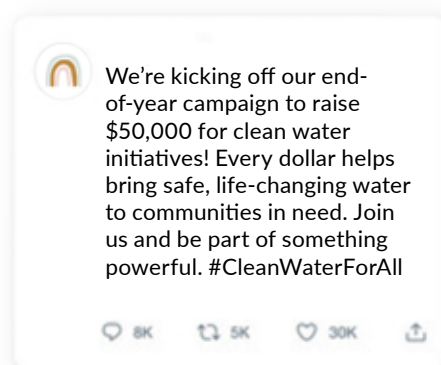 We're kicking off our end-
of-year campaign to raise
$50,000 for clean water
initiatives! Every dollar helps
bring safe, life-changing water
to communities in need. Join
us and be part of something
powerful. #CleanWaterForAll
8K 5K 30K